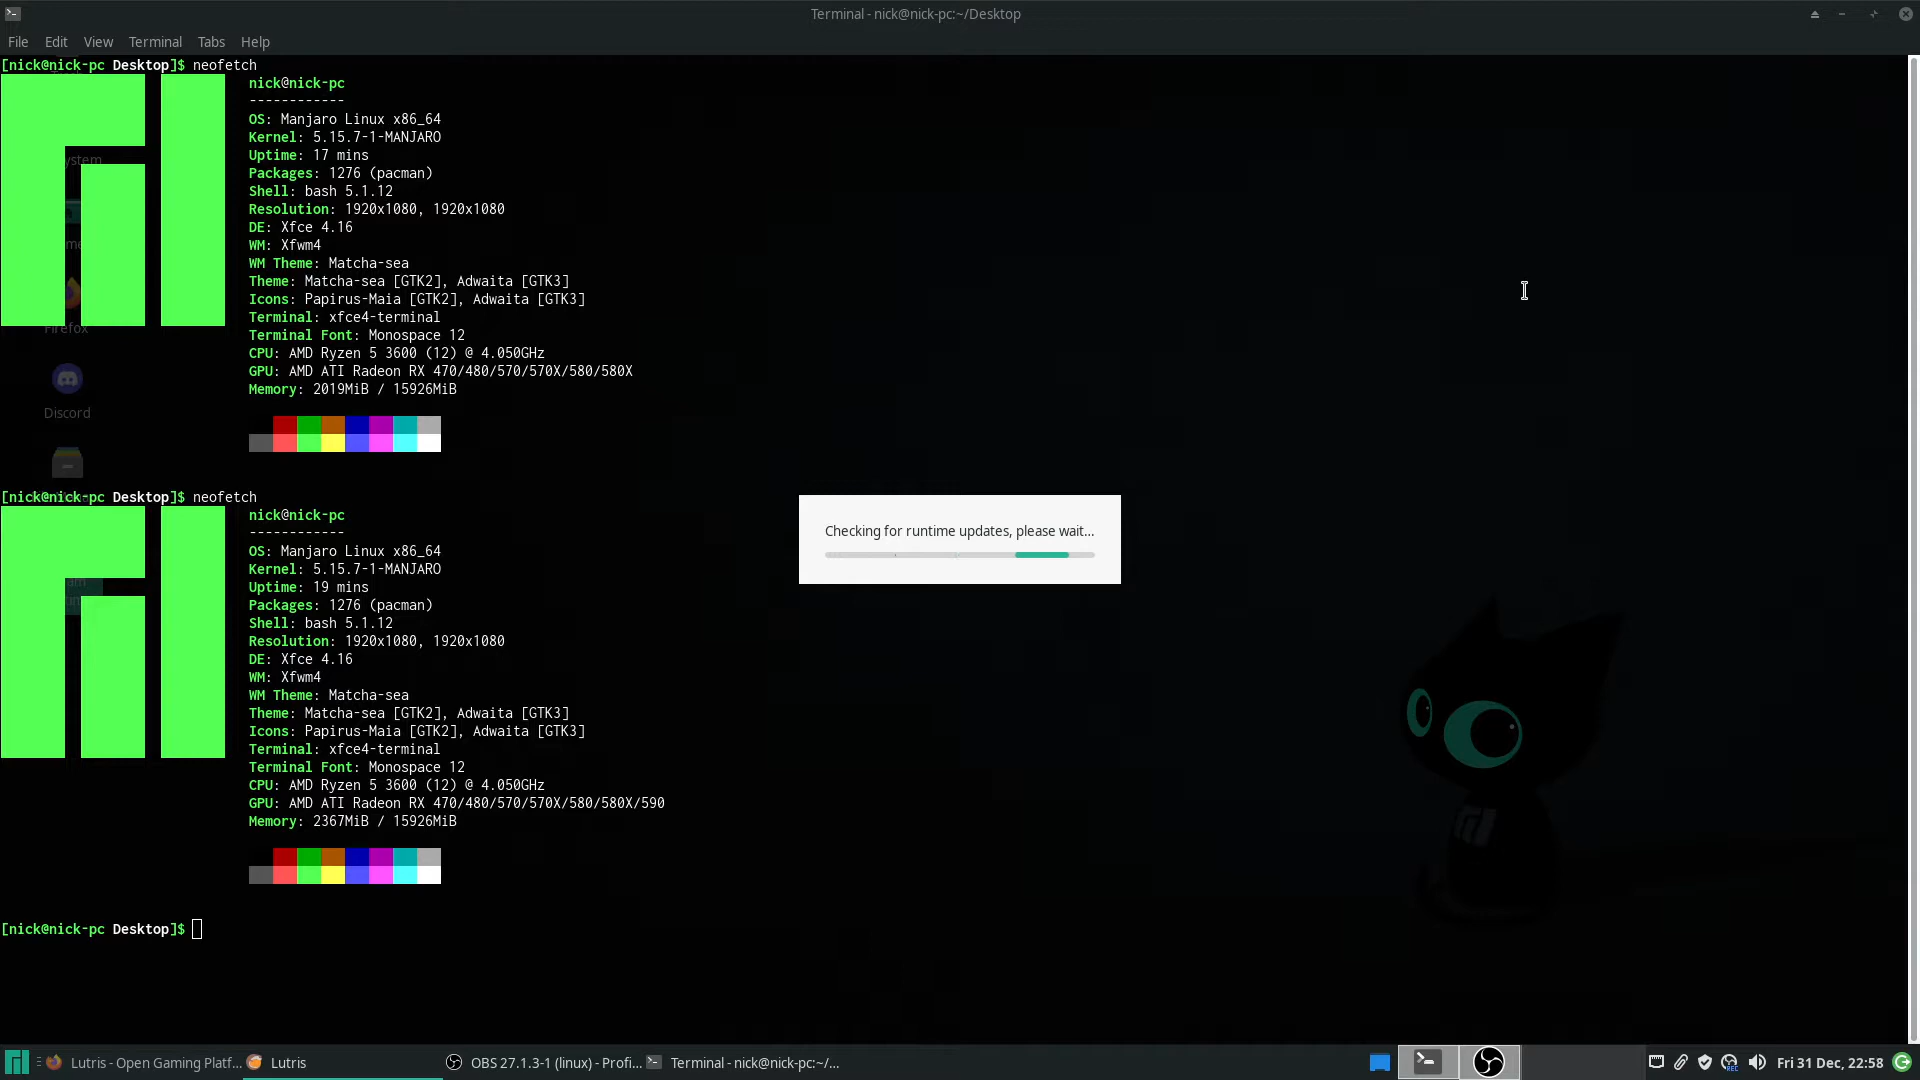 Terminal - nick@nick-pc:~/Desktop
File Edit View Terminal Tabs Help
[nick@nick-pc Desktop]$ neofetch
nick@nick-pc
------------
OS: Manjaro Linux x86_64
Kernel: 5.15.7-1-MANJARO
Uptime: 17 mins
Packages: 1276 (pacman)
Shell: bash 5.1.12
Resolution: 1920x1080, 1920x1080
DE: Xfce 4.16
WM: Xfwm4
WM Theme: Matcha-sea
Theme: Matcha-sea [GTK2], Adwaita [GTK3]
Icons: Papirus-Maia [GTK2], Adwaita [GTK3]
Terminal: xfce4-terminal
Terminal Font: Monospace 12
CPU: AMD Ryzen 5 3600 (12) @ 4.050GHz
GPU: AMD ATI Radeon RX 470/480/570/570X/580/580X
Memory: 2019MiB / 15926MiB
ystem
me
Firefox
Discord
[nick@nick-pc Desktop]$ neofetch
nick@nick-pc
------------
OS: Manjaro Linux x86_64
Kernel: 5.15.7-1-MANJARO
Uptime: 19 mins
Packages: 1276 (pacman)
Shell: bash 5.1.12
Resolution: 1920x1080, 1920x1080
DE: Xfce 4.16
WM: Xfwm4
WM Theme: Matcha-sea
Theme: Matcha-sea [GTK2], Adwaita [GTK3]
Icons: Papirus-Maia [GTK2], Adwaita [GTK3]
Terminal: xfce4-terminal
Terminal Font: Monospace 12
CPU: AMD Ryzen 5 3600 (12) @ 4.050GHz
GPU: AMD ATI Radeon RX 470/480/570/570X/580/580X/590
Memory: 2367MiB / 15926MiB
Checking for runtime updates, please wait...
[nick@nick-pc Desktop]$
Lutris - Open Gaming Platf... Lutris OBS 27.1.3-1 (linux) - Profi... Terminal - nick@nick-pc:~/... REC Fri 31 Dec, 22:58